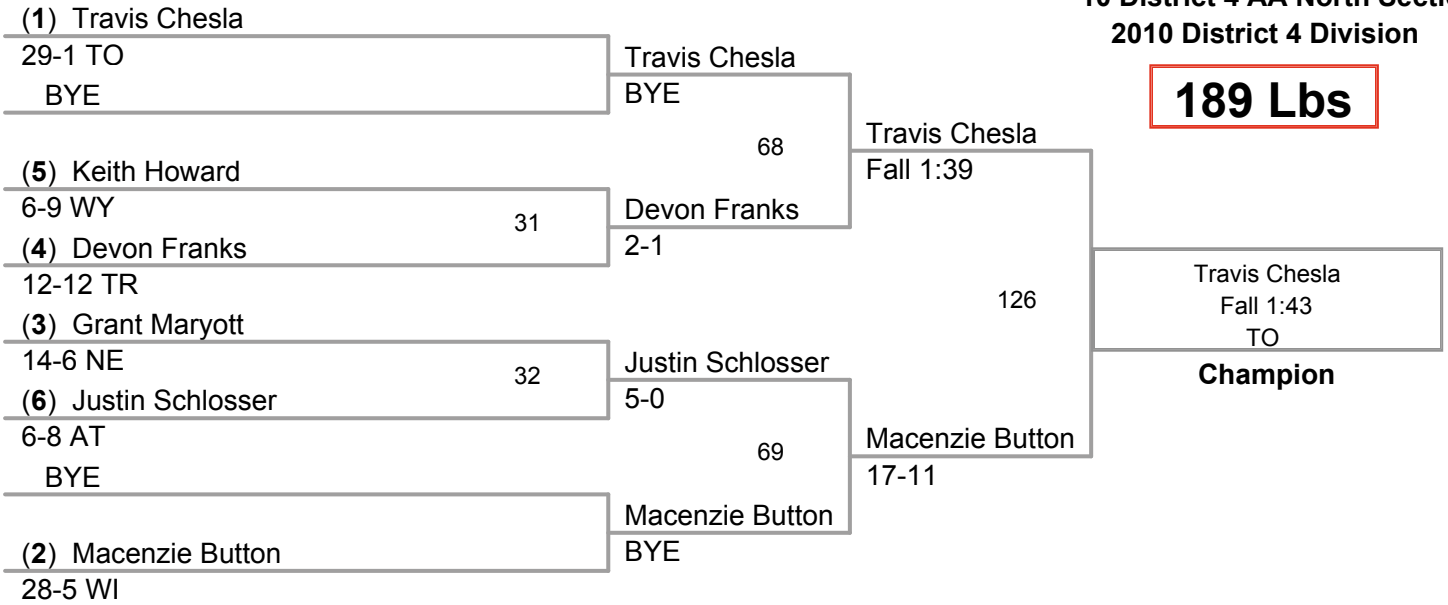 10 District 4 AA North
2010 District 4 Division
189 Lbs
(1) Travis Chesla
29-1 TO
BYE
(5) Keith Howard
6-9 WY
31
(4) Devon Franks
12-12 TR
(3) Grant Maryott
14-6 NE
32
(6) Justin Schlosser
6-8 AT
BYE
(2) Macenzie Button
28-5 WI
Travis Chesla
BYE
68
Devon Franks
2-1
Justin Schlosser
5-0
69
Macenzie Button
BYE
Travis Chesla
Fall 1:39
126
Macenzie Button
17-11
Travis Chesla
Fall 1:43
TO
Champion